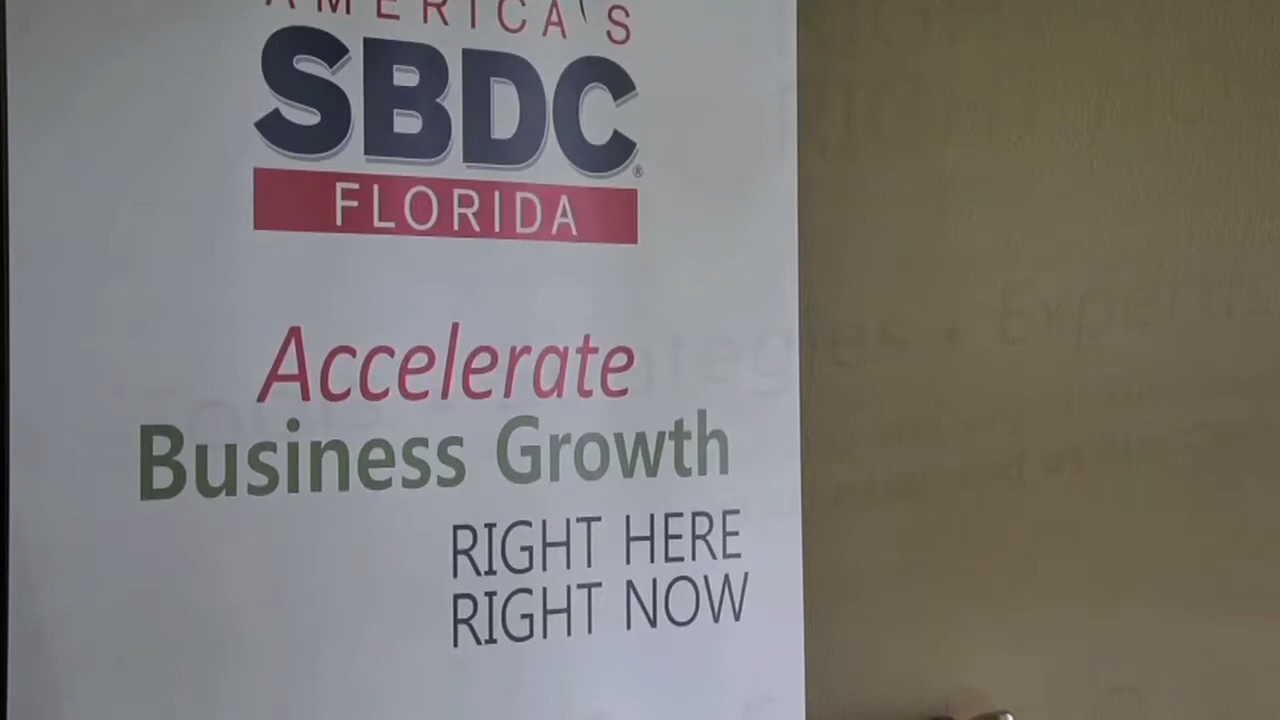 AMERICA'S
SBDC®
FLORIDA
Accelerate
Business Growth
RIGHT HERE
RIGHT NOW